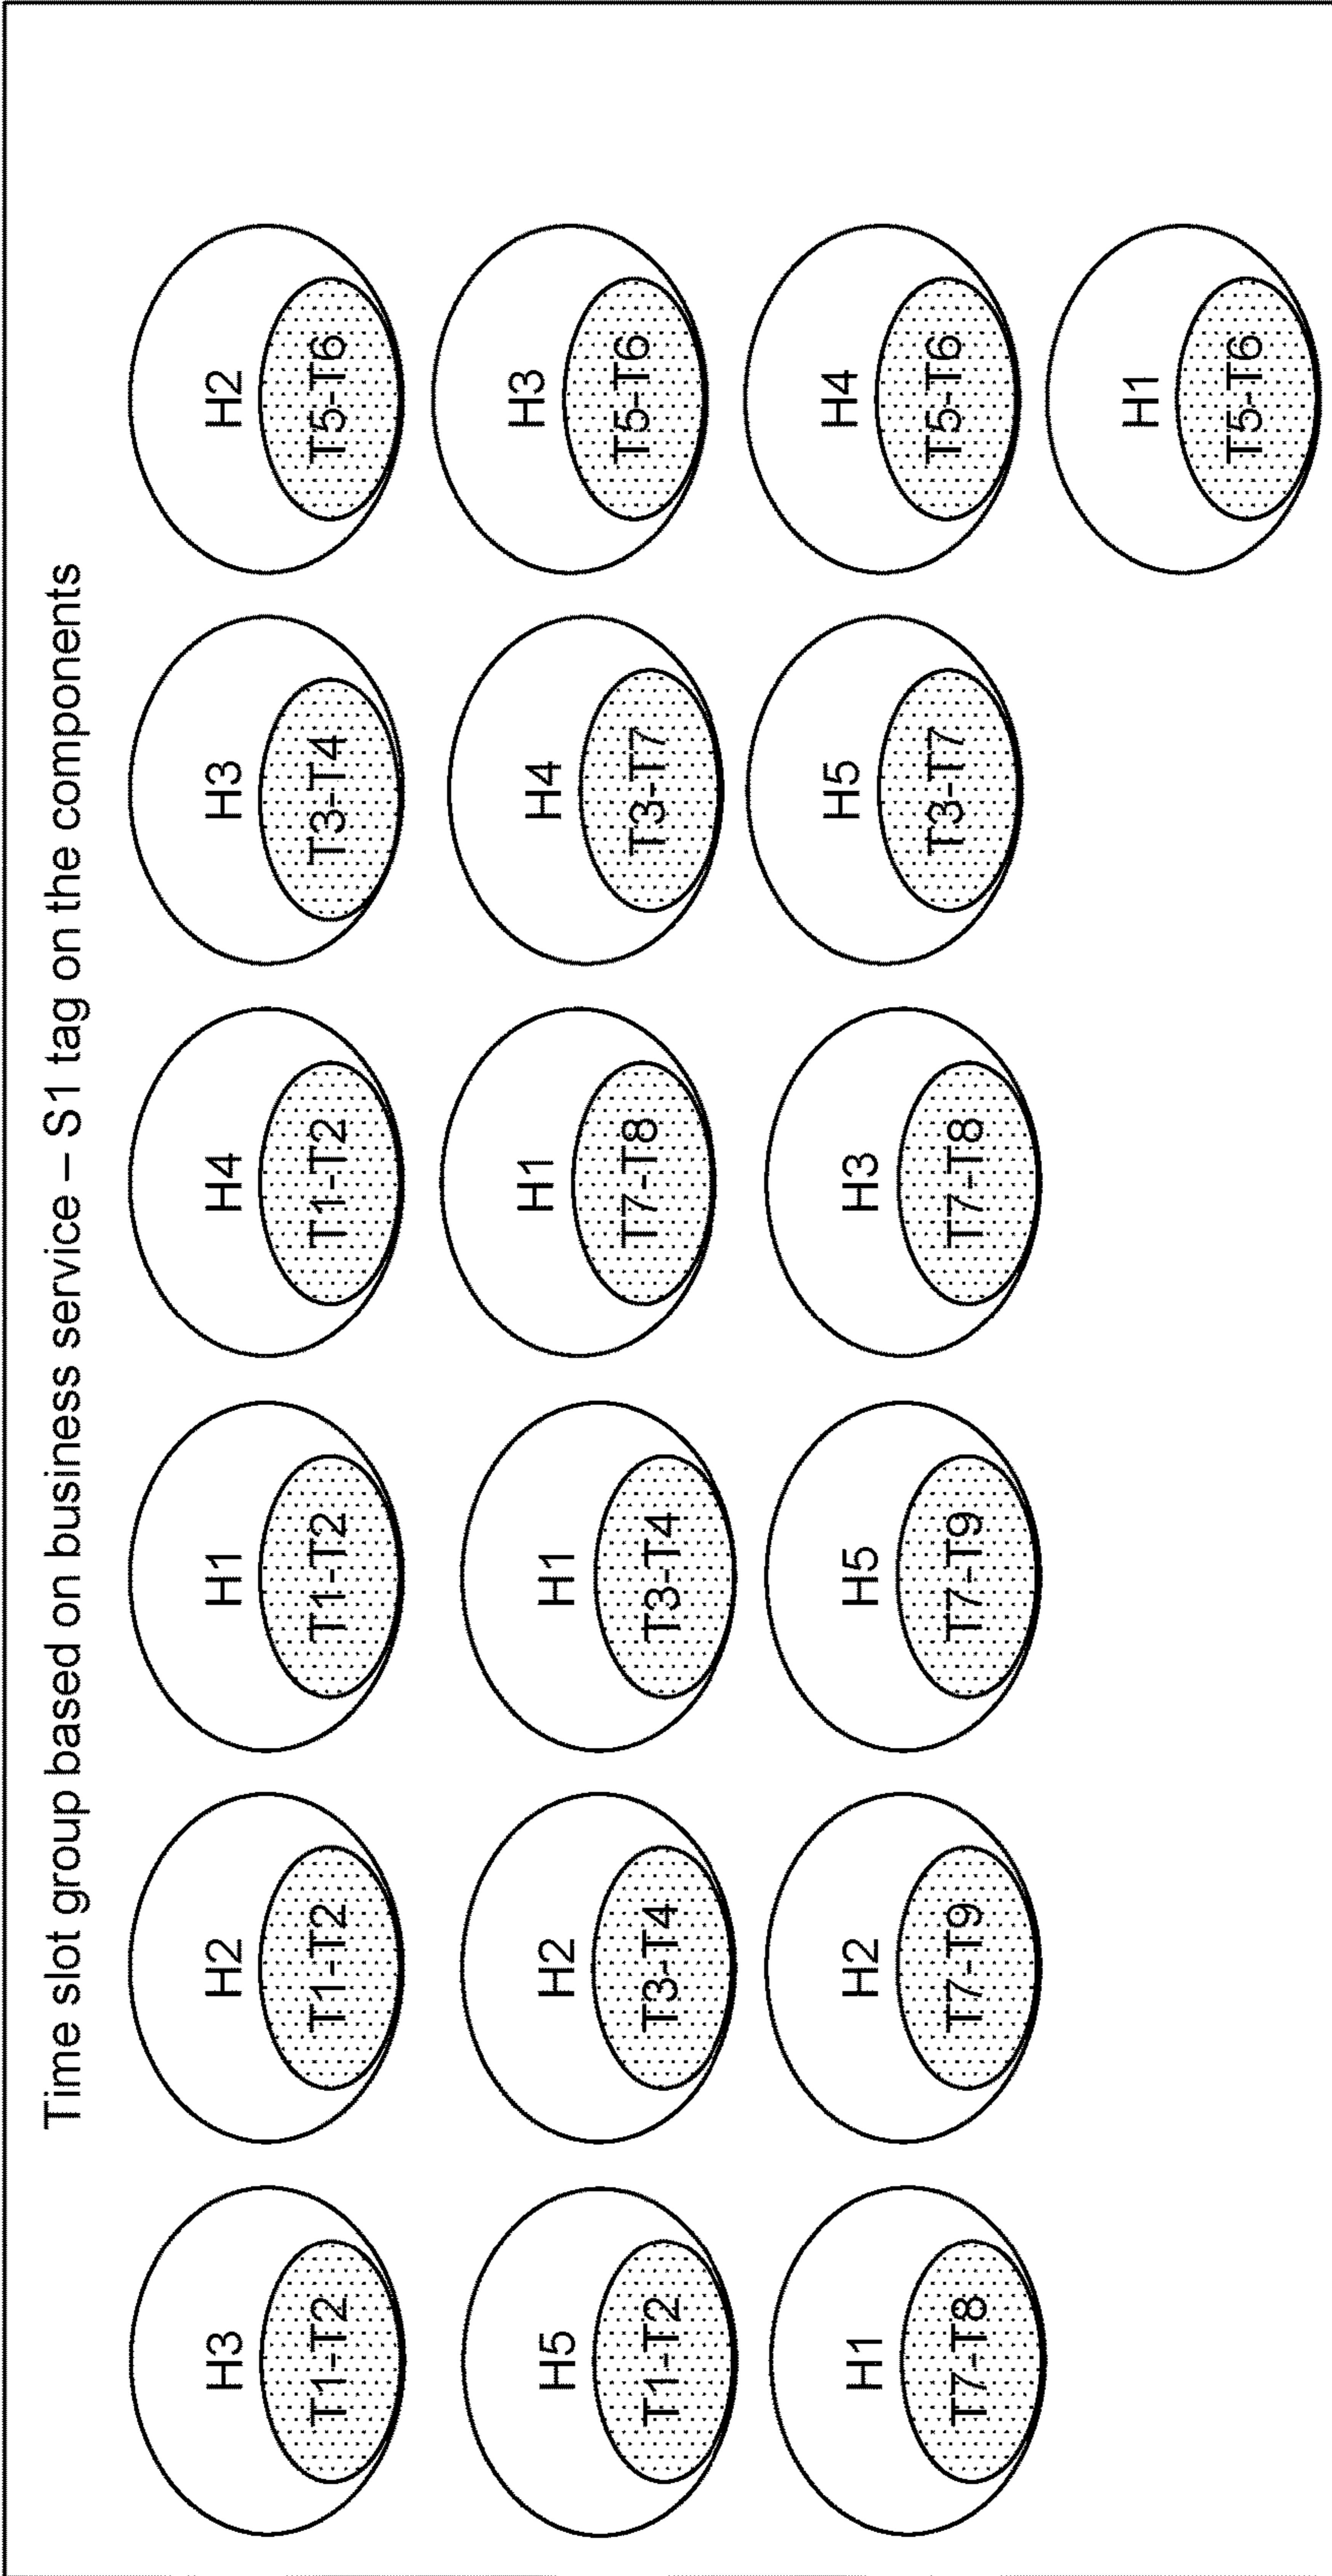 Time slot group based on business service – S1 tag on the components
H3
T1-T2
H2
T1-T2
H1
T1-T2
H4
T1-T2
H3
T3-T4
H2
T5-T6
H5
T1-T2
H2
T3-T4
H1
T3-T4
H1
T7-T8
H4
T3-T7
H3
T5-T6
H1
T7-T8
H2
T7-T9
H5
T7-T9
H3
T7-T8
H5
T3-T7
H4
T5-T6
H1
T5-T6